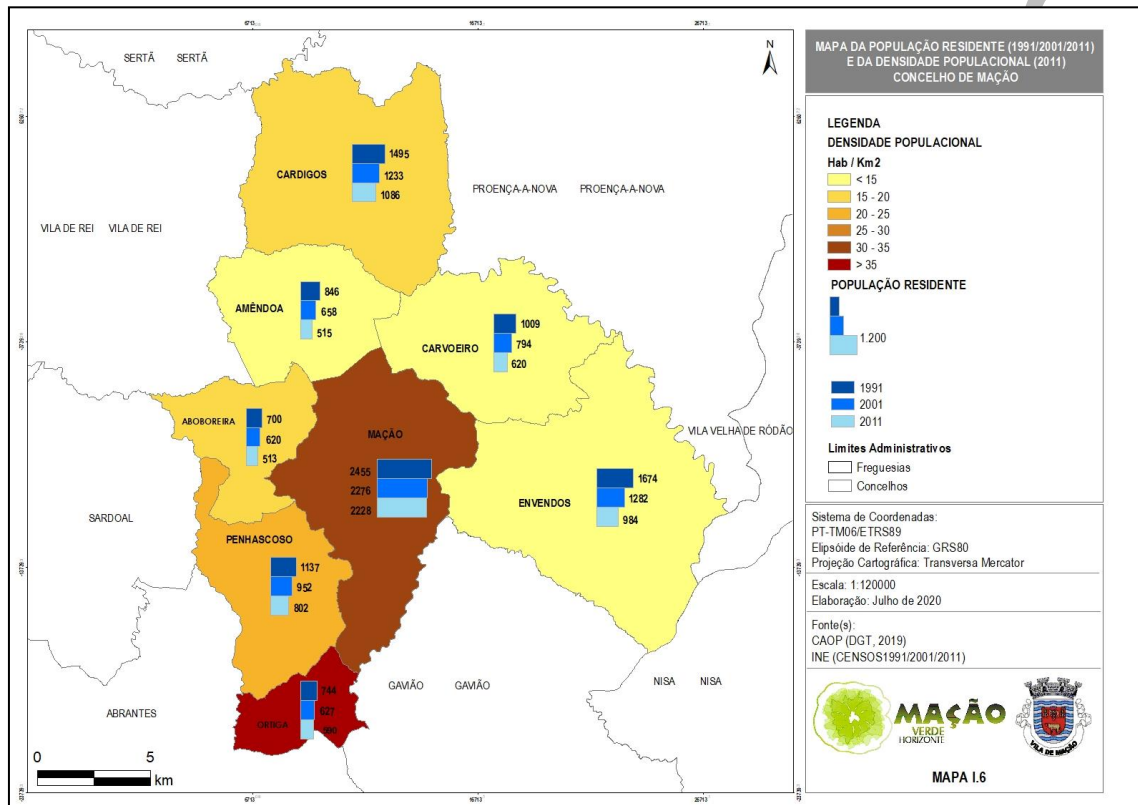 MAPA DA POPULAÇÃO RESIDENTE (1991/2001/2011)
E DA DENSIDADE POPULACIONAL (2011)
CONCELHO DE MAÇÃO
LEGENDA
DENSIDADE POPULACIONAL
Hab / Km2
< 15
15 - 20
20 - 25
25 - 30
30 - 35
> 35
POPULAÇÃO RESIDENTE
1.200
1991
2001
2011
Limites Administrativos
Freguesias
Concelhos
Sistema de Coordenadas:
PT-TM06/ETRS89
Elipsóide de Referência: GRS80
Projeção Cartográfica: Transversa Mercator
Escala: 1:120000
Elaboração: Julho de 2020
Fonte(s):
CAOP (DGT, 2019)
INE (CENSOS1991/2001/2011)
MAÇÃO
VERDE
HORIZONTE
VILA DE MAÇÃO
MAPA I.6
N
SERTÃ SERTÃ
CARDIGOS
1495
1233
1086
PROENÇA-A-NOVA PROENÇA-A-NOVA
VILA DE REI VILA DE REI
AMÊNDOA
846
658
515
CARVOEIRO
1009
794
620
ABOBOREIRA
700
620
513
MAÇÃO
2455
2276
2228
VILA VELHA DE RÓDÃO
ENVENDOS
1674
1282
984
SARDOAL
PENHASCOSO
1137
952
802
ORTIGA
744
627
GAVIÃO GAVIÃO
NISA NISA
ABRANTES
0 5
km